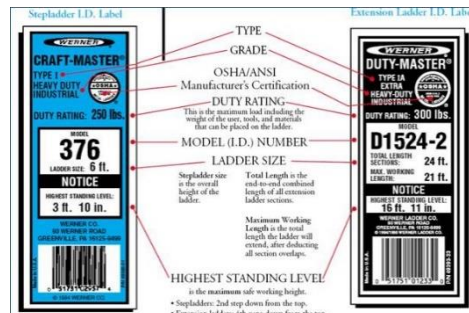 Stepladder I.D. Label
WERNER
CRAFT-MASTER®
TYPE I
HEAVY DUTY
INDUSTRIAL
OSHA
DUTY RATING: 250 lbs.
MODEL
376
LADDER SIZE: 6 ft.
NOTICE
HIGHEST STANDING LEVEL:
3 ft. 10 in.
WERNER CO.
93 WERNER ROAD
GREENVILLE, PA 16125-9499
TYPE
GRADE
OSHA/ANSI
Manufacturer's Certification
DUTY RATING
This is the maximum load including
the weight of the user, tools, and materials
that can be placed on the ladder.
MODEL (I.D.) NUMBER
LADDER SIZE
Stepladder size
is the overall
height of the
ladder.
Total Length is the
end-to-end combined
length of all extension
ladder sections.
Maximum Working
Length is the total
length the ladder will
extend, after deducting
all section overlaps.
HIGHEST STANDING LEVEL
is the maximum safe working height.
• Stepladders: 2nd step down from the top.
Extension Ladder I.D. Label
WERNER
DUTY-MASTER®
TYPE IA
EXTRA
HEAVY-DUTY
INDUSTRIAL
OSHA
DUTY RATING: 300 lbs.
MODEL
D1524-2
TOTAL LENGTH
SECTIONS: 24 ft.
MAX. WORKING
LENGTH: 21 ft.
NOTICE
HIGHEST STANDING LEVEL:
16 ft. 11 in.
WERNER CO.
93 WERNER ROAD
GREENVILLE, PA 16125-9499